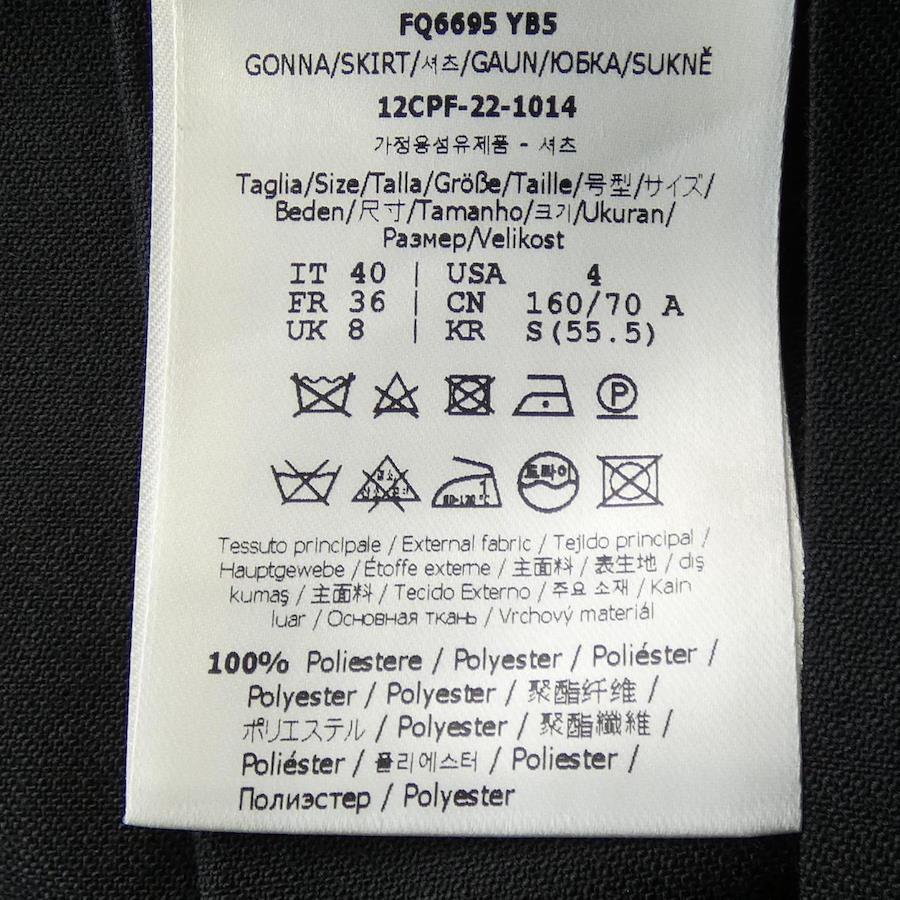 FQ6695 YB5
GONNA/SKIRT/셔츠/GAUN/ЮБКА/SUKNĚ
12CPF-22-1014
가정용섬유제품 - 셔츠
Taglia/Size/Talla/Größe/Taille/号型/サイズ/
Beden/尺寸/Tamanho/크기/Ukuran/
Размер/Velikost
IT 40 | USA 4
FR 36 | CN 160/70 A
UK 8 | KR S(55.5)
P
드라이
80-120°C
Tessuto principale / External fabric / Tejido principal /
Hauptgewebe / Étoffe externe / 主面料 / 表生地 / dış
kumaş / 主面料 / Tecido Externo / 주요 소재 / Kain
luar / Основная ткань / Vrchový materiál
100% Poliestere / Polyester / Poliéster /
Polyester / Polyester / 聚酯纤维 /
ポリエステル / Polyester / 聚酯纖維 /
Poliéster / 폴리에스터 / Poliester /
Полиэстер / Polyester